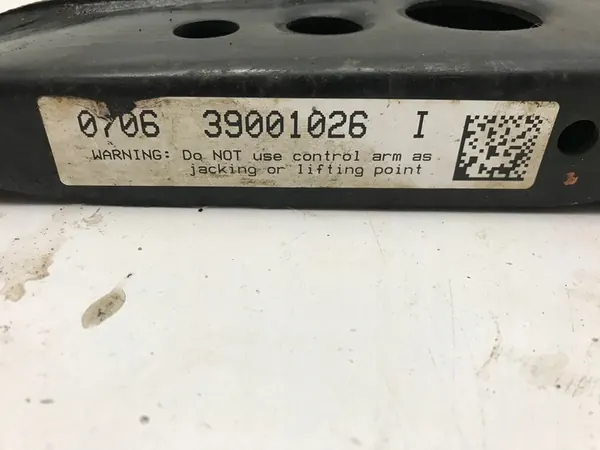 0706 39001026 I
WARNING: Do NOT use control arm as
jacking or lifting point